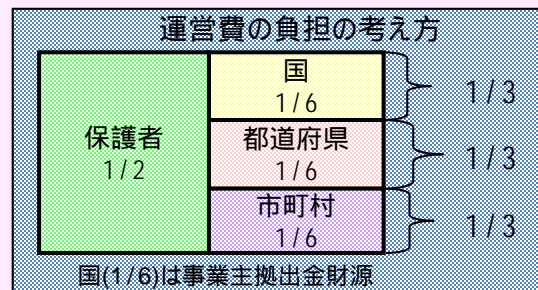 運営費の負担の考え方
保護者
1/2
国
1/6
1/3
都道府県
1/6
1/3
市町村
1/6
1/3
国(1/6)は事業主拠出金財源